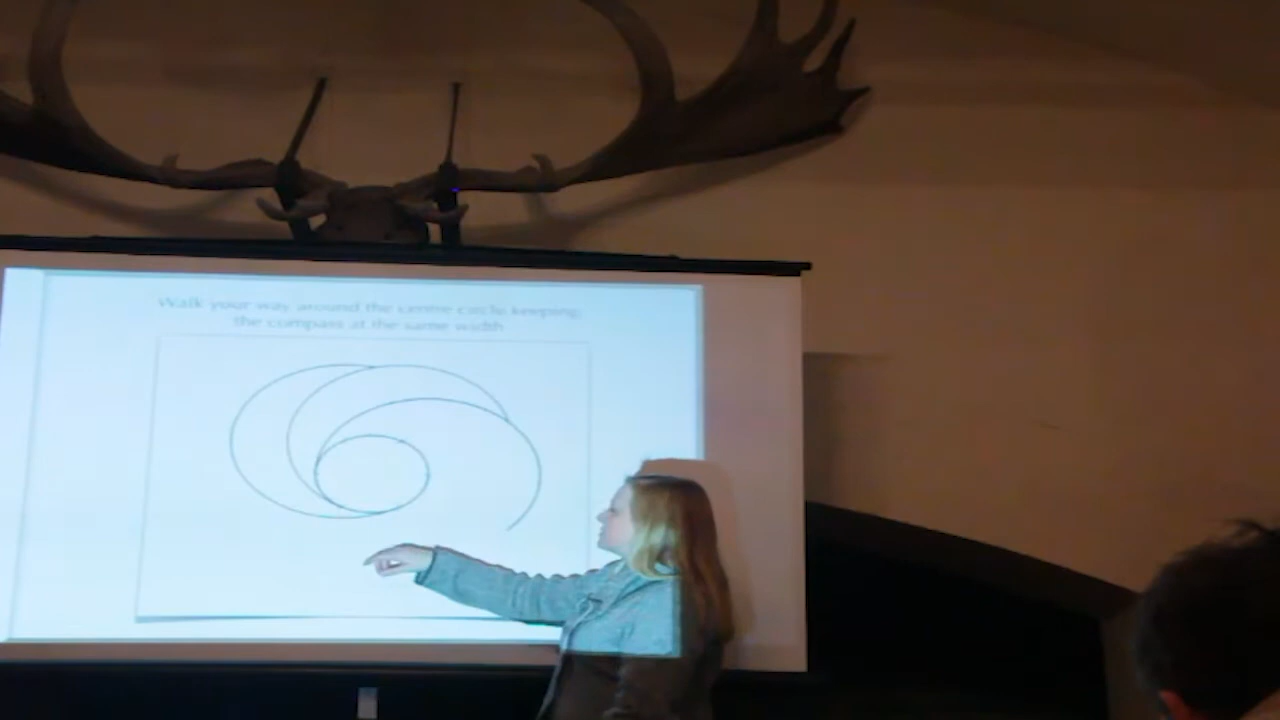 Walk your way around the centre circle keeping
the compass at the same width